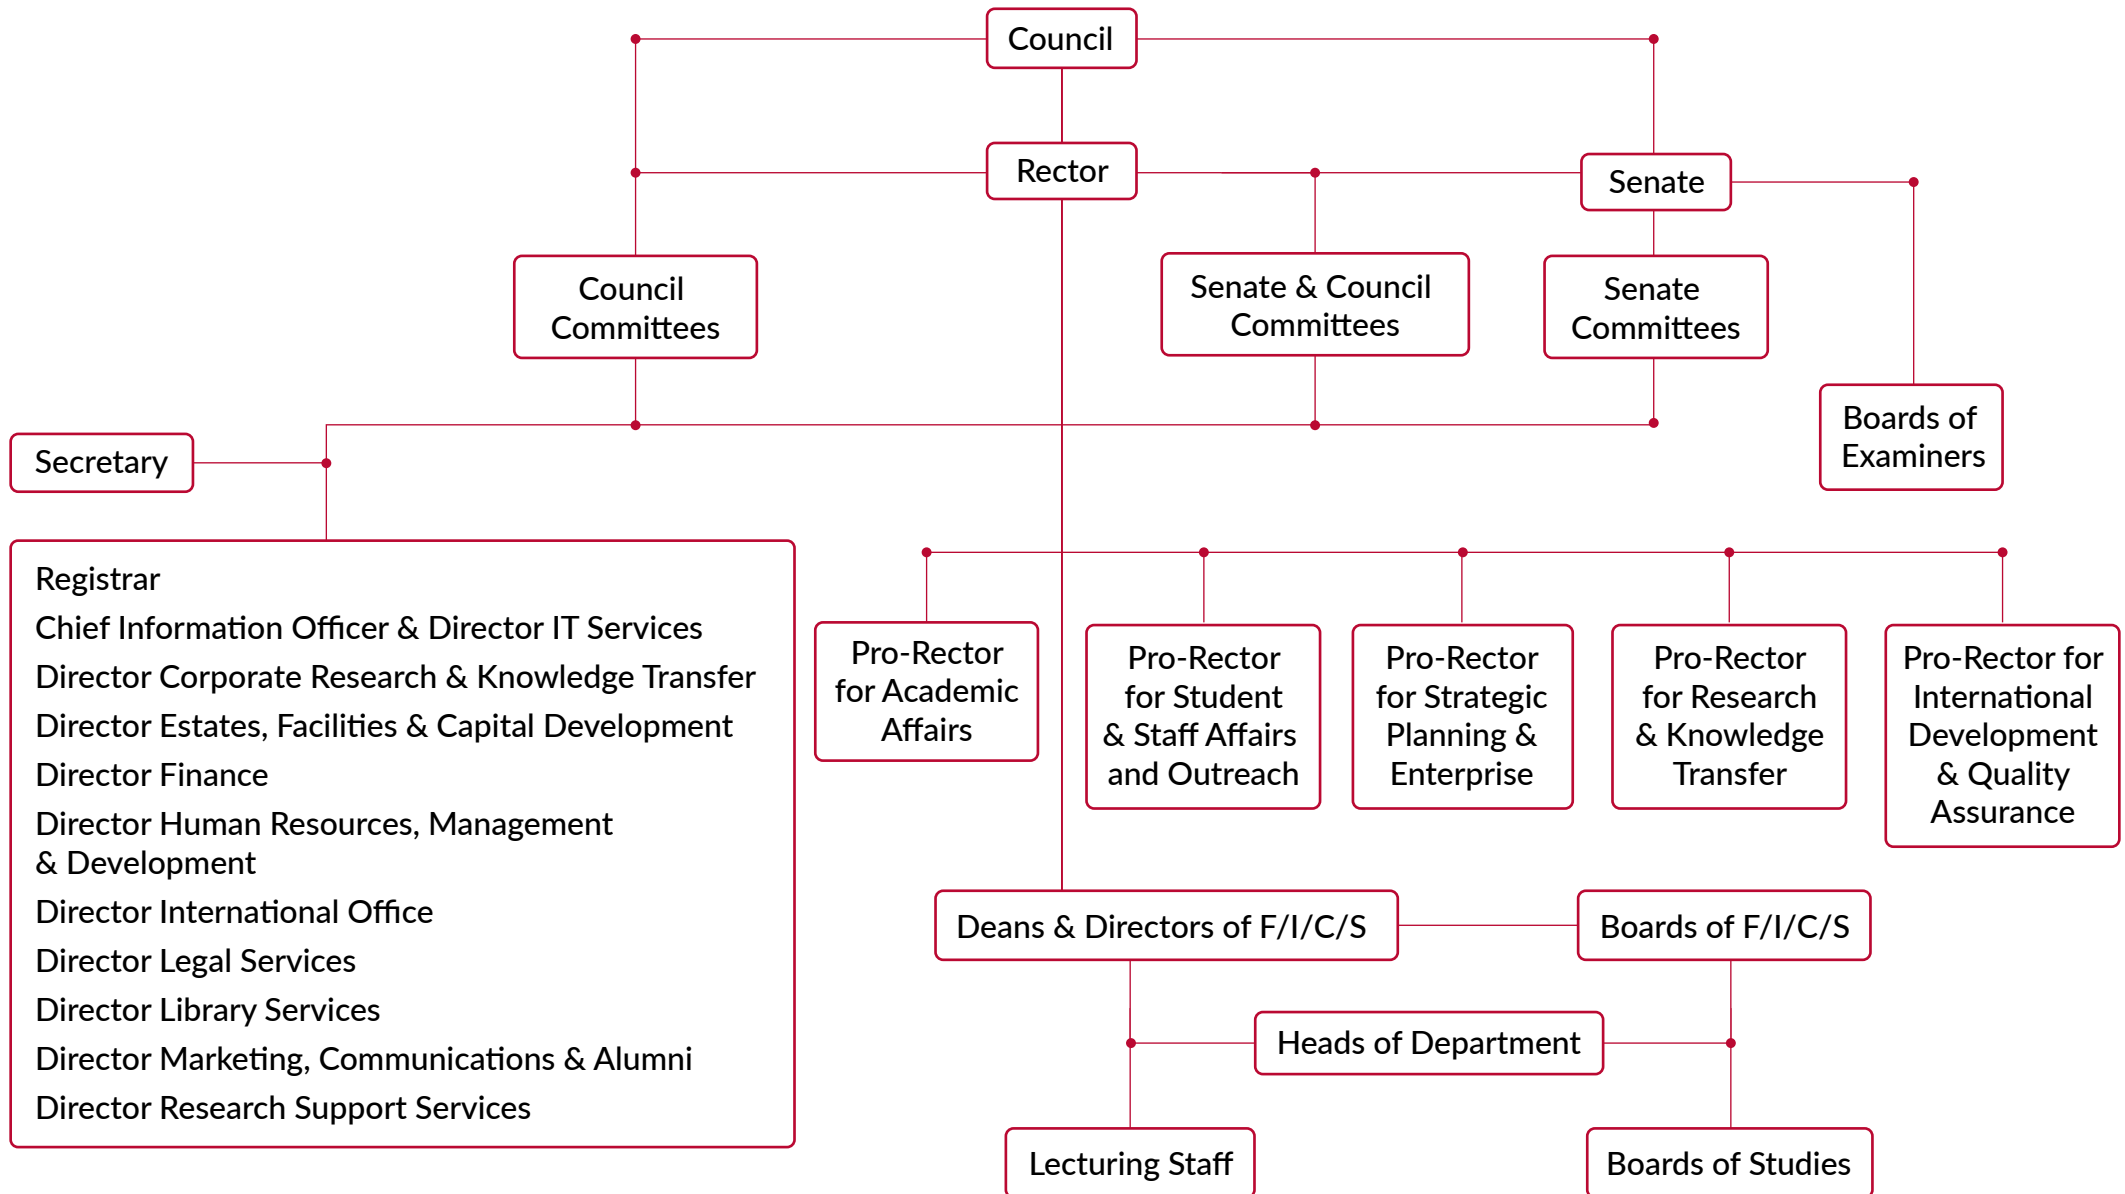 Council
Rector
Senate
Council
Committees
Senate & Council
Committees
Senate
Committees
Boards of
Examiners
Secretary
Registrar
Chief Information Officer & Director IT Services
Director Corporate Research & Knowledge Transfer
Director Estates, Facilities & Capital Development
Director Finance
Director Human Resources, Management
& Development
Director International Office
Director Legal Services
Director Library Services
Director Marketing, Communications & Alumni
Director Research Support Services
Pro-Rector
for Academic
Affairs
Pro-Rector
for Student
& Staff Affairs
and Outreach
Pro-Rector
for Strategic
Planning &
Enterprise
Pro-Rector
for Research
& Knowledge
Transfer
Pro-Rector for
International
Development
& Quality
Assurance
Deans & Directors of F/I/C/S
Boards of F/I/C/S
Heads of Department
Lecturing Staff
Boards of Studies